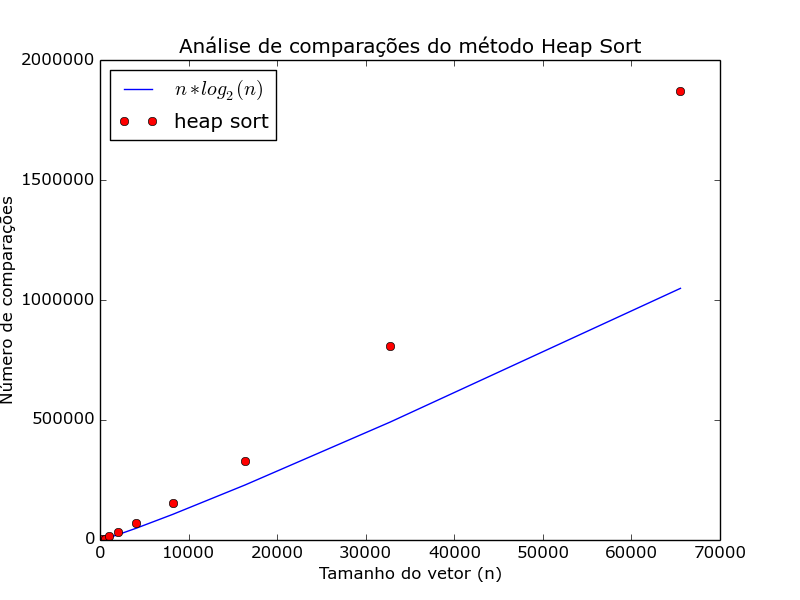 Análise de comparações do método Heap Sort
2000000
1500000
1000000
500000
0
n*log₂(n)
heap sort
Número de comparações
0 10000 20000 30000 40000 50000 60000 70000
Tamanho do vetor (n)